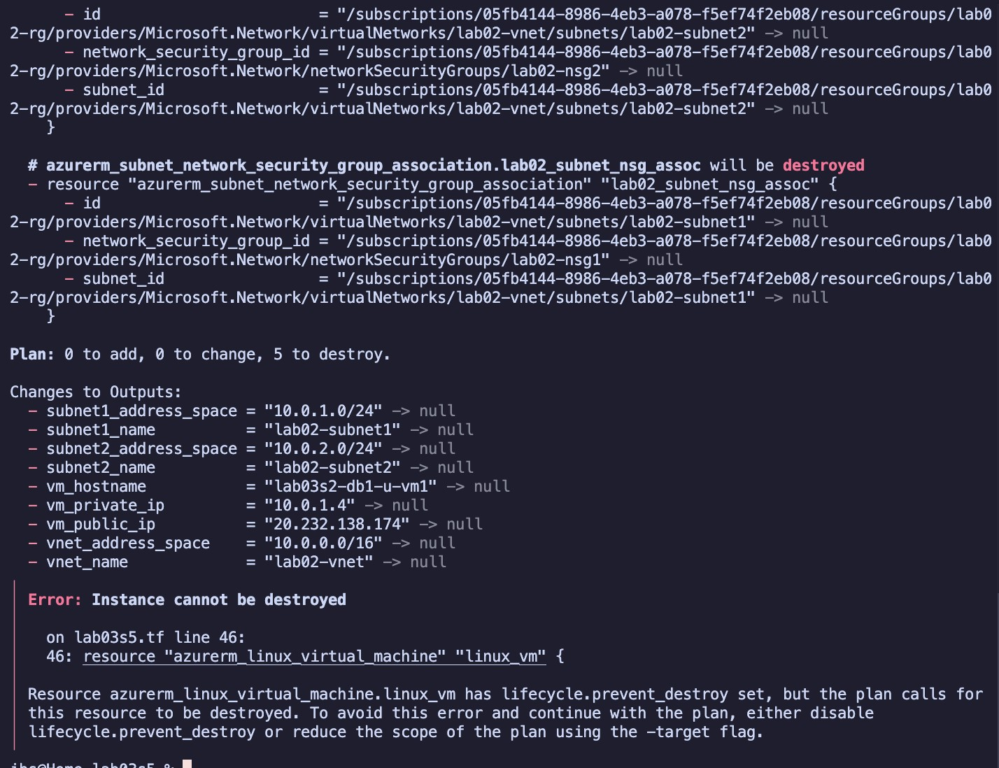 - id                        = "/subscriptions/05fb4144-8986-4eb3-a078-f5ef74f2eb08/resourceGroups/lab0
2-rg/providers/Microsoft.Network/virtualNetworks/lab02-vnet/subnets/lab02-subnet2" -> null
- network_security_group_id = "/subscriptions/05fb4144-8986-4eb3-a078-f5ef74f2eb08/resourceGroups/lab0
2-rg/providers/Microsoft.Network/networkSecurityGroups/lab02-nsg2" -> null
- subnet_id                 = "/subscriptions/05fb4144-8986-4eb3-a078-f5ef74f2eb08/resourceGroups/lab0
2-rg/providers/Microsoft.Network/virtualNetworks/lab02-vnet/subnets/lab02-subnet2" -> null
}
# azurerm_subnet_network_security_group_association.lab02_subnet_nsg_assoc will be destroyed
- resource "azurerm_subnet_network_security_group_association" "lab02_subnet_nsg_assoc" {
- id                        = "/subscriptions/05fb4144-8986-4eb3-a078-f5ef74f2eb08/resourceGroups/lab0
2-rg/providers/Microsoft.Network/virtualNetworks/lab02-vnet/subnets/lab02-subnet1" -> null
- network_security_group_id = "/subscriptions/05fb4144-8986-4eb3-a078-f5ef74f2eb08/resourceGroups/lab0
2-rg/providers/Microsoft.Network/networkSecurityGroups/lab02-nsg1" -> null
- subnet_id                 = "/subscriptions/05fb4144-8986-4eb3-a078-f5ef74f2eb08/resourceGroups/lab0
2-rg/providers/Microsoft.Network/virtualNetworks/lab02-vnet/subnets/lab02-subnet1" -> null
}
Plan: 0 to add, 0 to change, 5 to destroy.
Changes to Outputs:
- subnet1_address_space = "10.0.1.0/24" -> null
- subnet1_name          = "lab02-subnet1" -> null
- subnet2_address_space = "10.0.2.0/24" -> null
- subnet2_name          = "lab02-subnet2" -> null
- vm_hostname           = "lab03s2-db1-u-vm1" -> null
- vm_private_ip         = "10.0.1.4" -> null
- vm_public_ip          = "20.232.138.174" -> null
- vnet_address_space    = "10.0.0.0/16" -> null
- vnet_name             = "lab02-vnet" -> null
Error: Instance cannot be destroyed
on lab03s5.tf line 46:
46: resource "azurerm_linux_virtual_machine" "linux_vm" {
Resource azurerm_linux_virtual_machine.linux_vm has lifecycle.prevent_destroy set, but the plan calls for
this resource to be destroyed. To avoid this error and continue with the plan, either disable
lifecycle.prevent_destroy or reduce the scope of the plan using the -target flag.
lab03s5 %